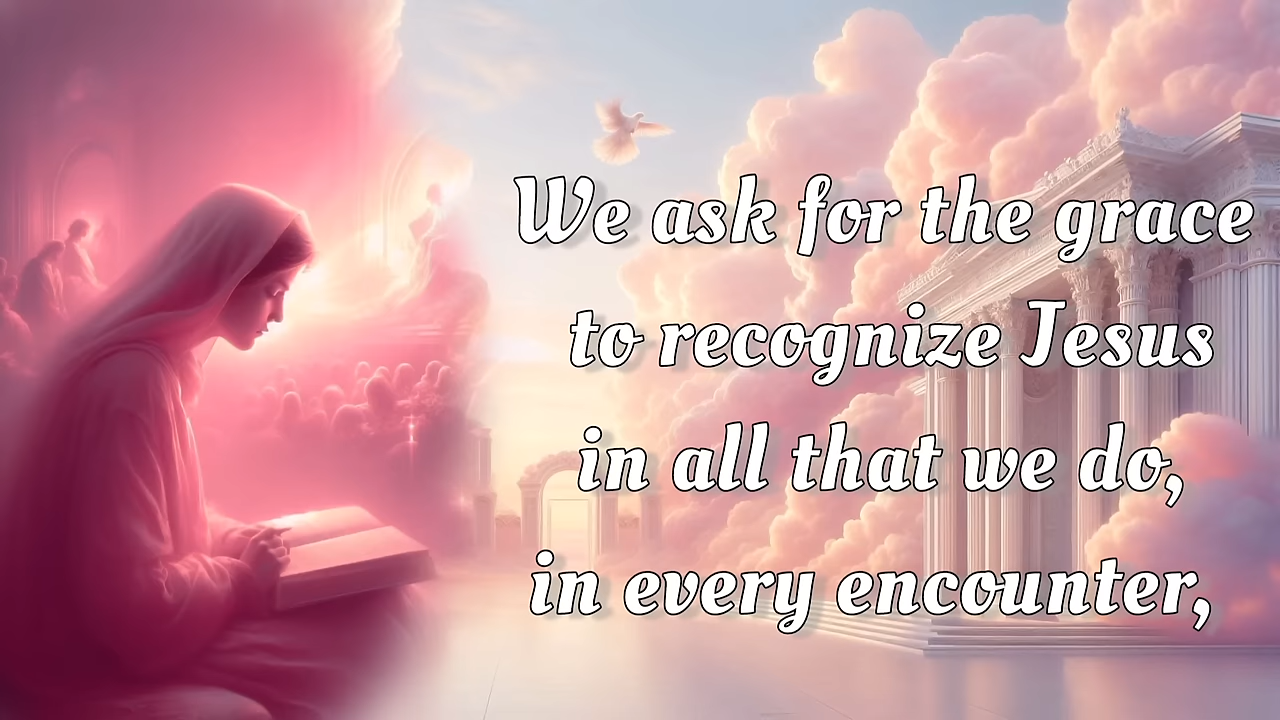 We ask for the grace
to recognize Jesus
in all that we do,
in every encounter,